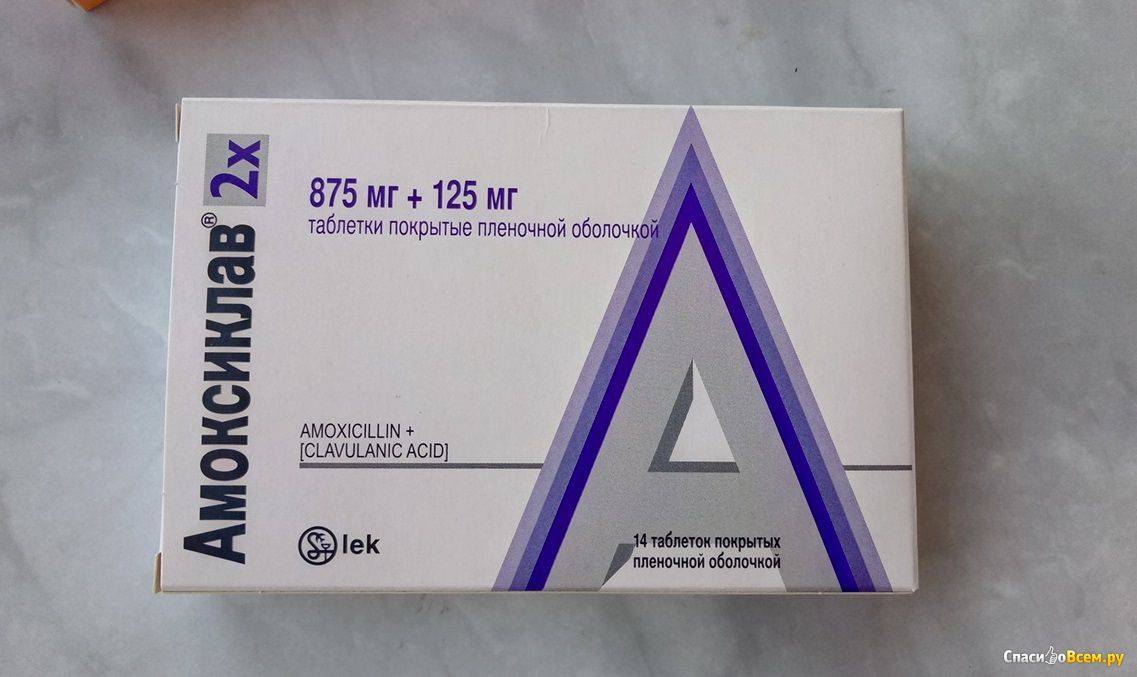 Амоксиклав® 2x
875 мг + 125 мг
таблетки покрытые пленочной оболочкой
AMOXICILLIN +
[CLAVULANIC ACID]
lek
14 таблеток покрытых
пленочной оболочкой
СпасибоВсем.ру